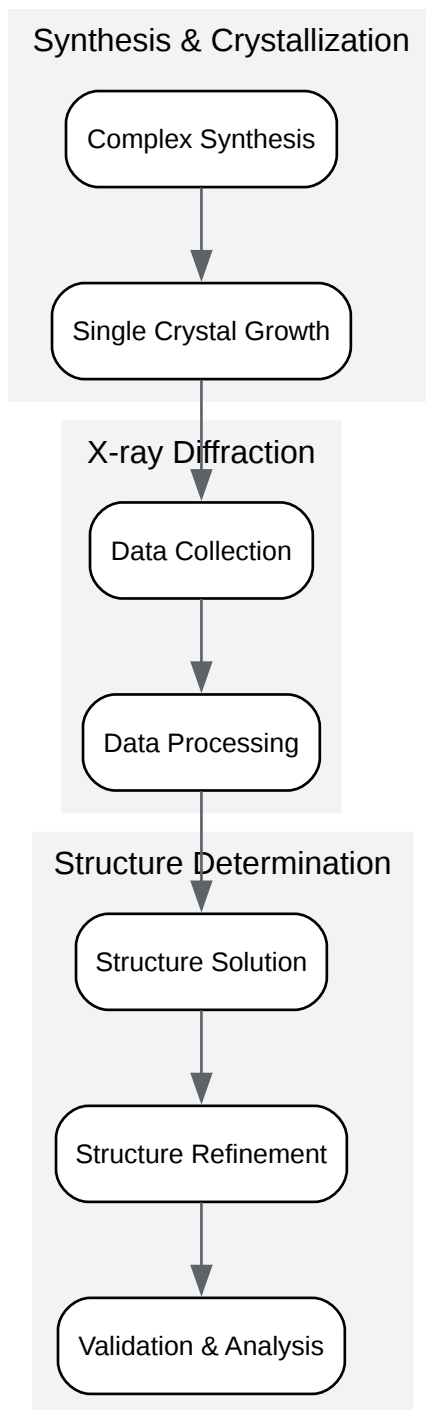 Synthesis & Crystallization
Complex Synthesis
Single Crystal Growth
X-ray Diffraction
Data Collection
Data Processing
Structure Determination
Structure Solution
Structure Refinement
Validation & Analysis